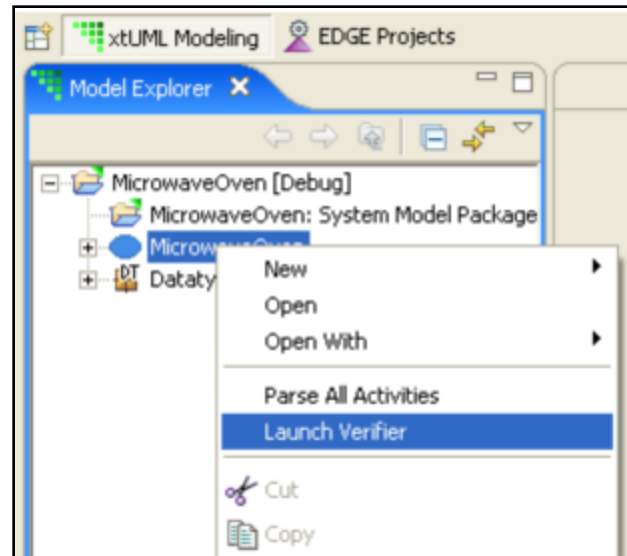 xtUML Modeling EDGE Projects
Model Explorer
MicrowaveOven [Debug]
MicrowaveOven: System Model Package
DT
New
Open
Open With
Parse All Activities
Launch Verifier
Cut
Copy